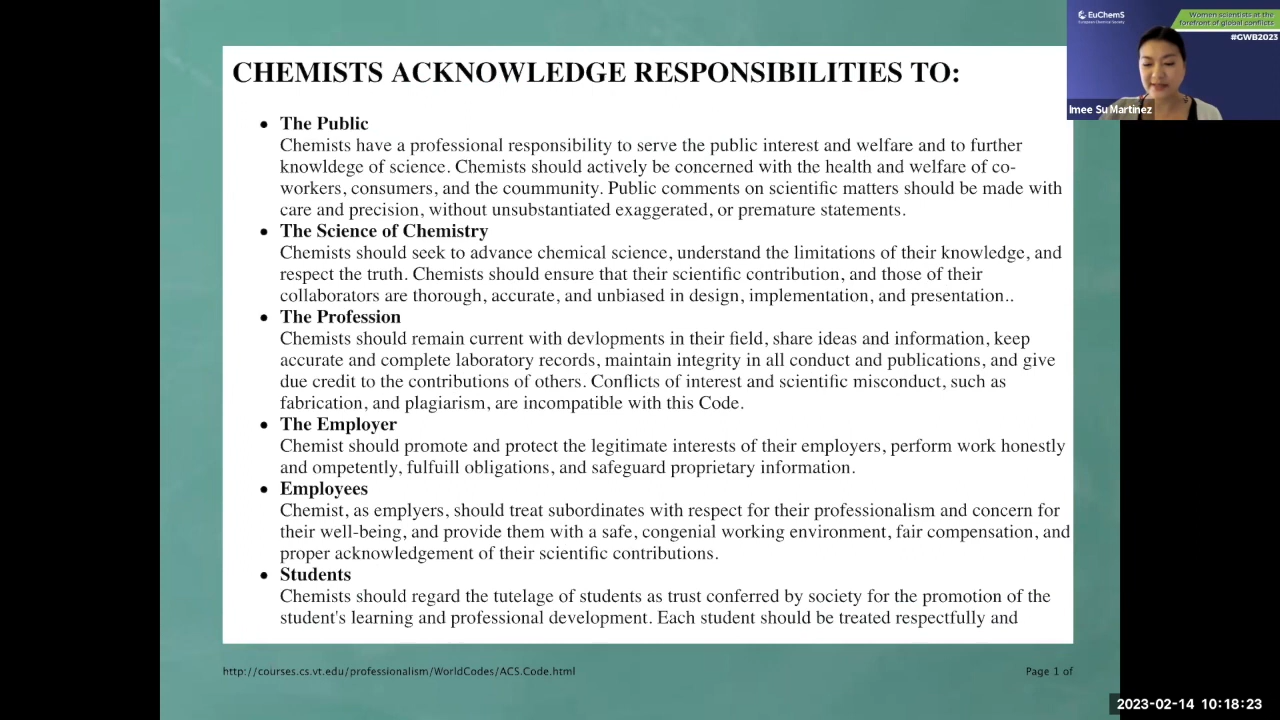 CHEMISTS ACKNOWLEDGE RESPONSIBILITIES TO:
• The Public
Chemists have a professional responsibility to serve the public interest and welfare and to further
knowldege of science. Chemists should actively be concerned with the health and welfare of co-
workers, consumers, and the coummunity. Public comments on scientific matters should be made with
care and precision, without unsubstantiated exaggerated, or premature statements.
• The Science of Chemistry
Chemists should seek to advance chemical science, understand the limitations of their knowledge, and
respect the truth. Chemists should ensure that their scientific contribution, and those of their
collaborators are thorough, accurate, and unbiased in design, implementation, and presentation..
• The Profession
Chemists should remain current with devlopments in their field, share ideas and information, keep
accurate and complete laboratory records, maintain integrity in all conduct and publications, and give
due credit to the contributions of others. Conflicts of interest and scientific misconduct, such as
fabrication, and plagiarism, are incompatible with this Code.
• The Employer
Chemist should promote and protect the legitimate interests of their employers, perform work honestly
and ompetently, fulfuill obligations, and safeguard proprietary information.
• Employees
Chemist, as emplyers, should treat subordinates with respect for their professionalism and concern for
their well-being, and provide them with a safe, congenial working environment, fair compensation, and
proper acknowledgement of their scientific contributions.
• Students
Chemists should regard the tutelage of students as trust conferred by society for the promotion of the
student's learning and professional development. Each student should be treated respectfully and
http://courses.cs.vt.edu/professionalism/WorldCodes/ACS.Code.html
Page 1 of
EuChemS
European Chemical Society
Women scientists at the
forefront of global conflicts
#GWB2023
Imee Su Martinez
2023-02-14 10:18:23